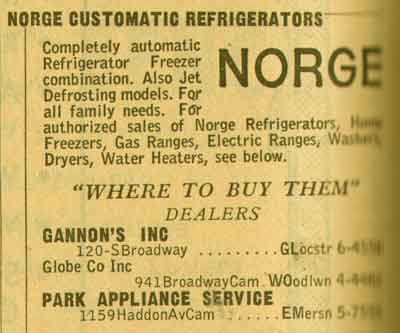 NORGE CUSTOMATIC REFRIGERATORS
Completely automatic
Refrigerator Freezer
combination. Also Jet
Defrosting models. For
all family needs. For
NORGE
authorized sales of Norge Refrigerators, Home
Freezers, Gas Ranges, Electric Ranges, Washers,
Dryers, Water Heaters, see below.
"WHERE TO BUY THEM"
DEALERS
GANNON'S INC
120-SBroadway .........GLocstr
Globe Co Inc
941BroadwayCam.WOodlwn
PARK APPLIANCE SERVICE
1159HaddonAvCam .....EMersn